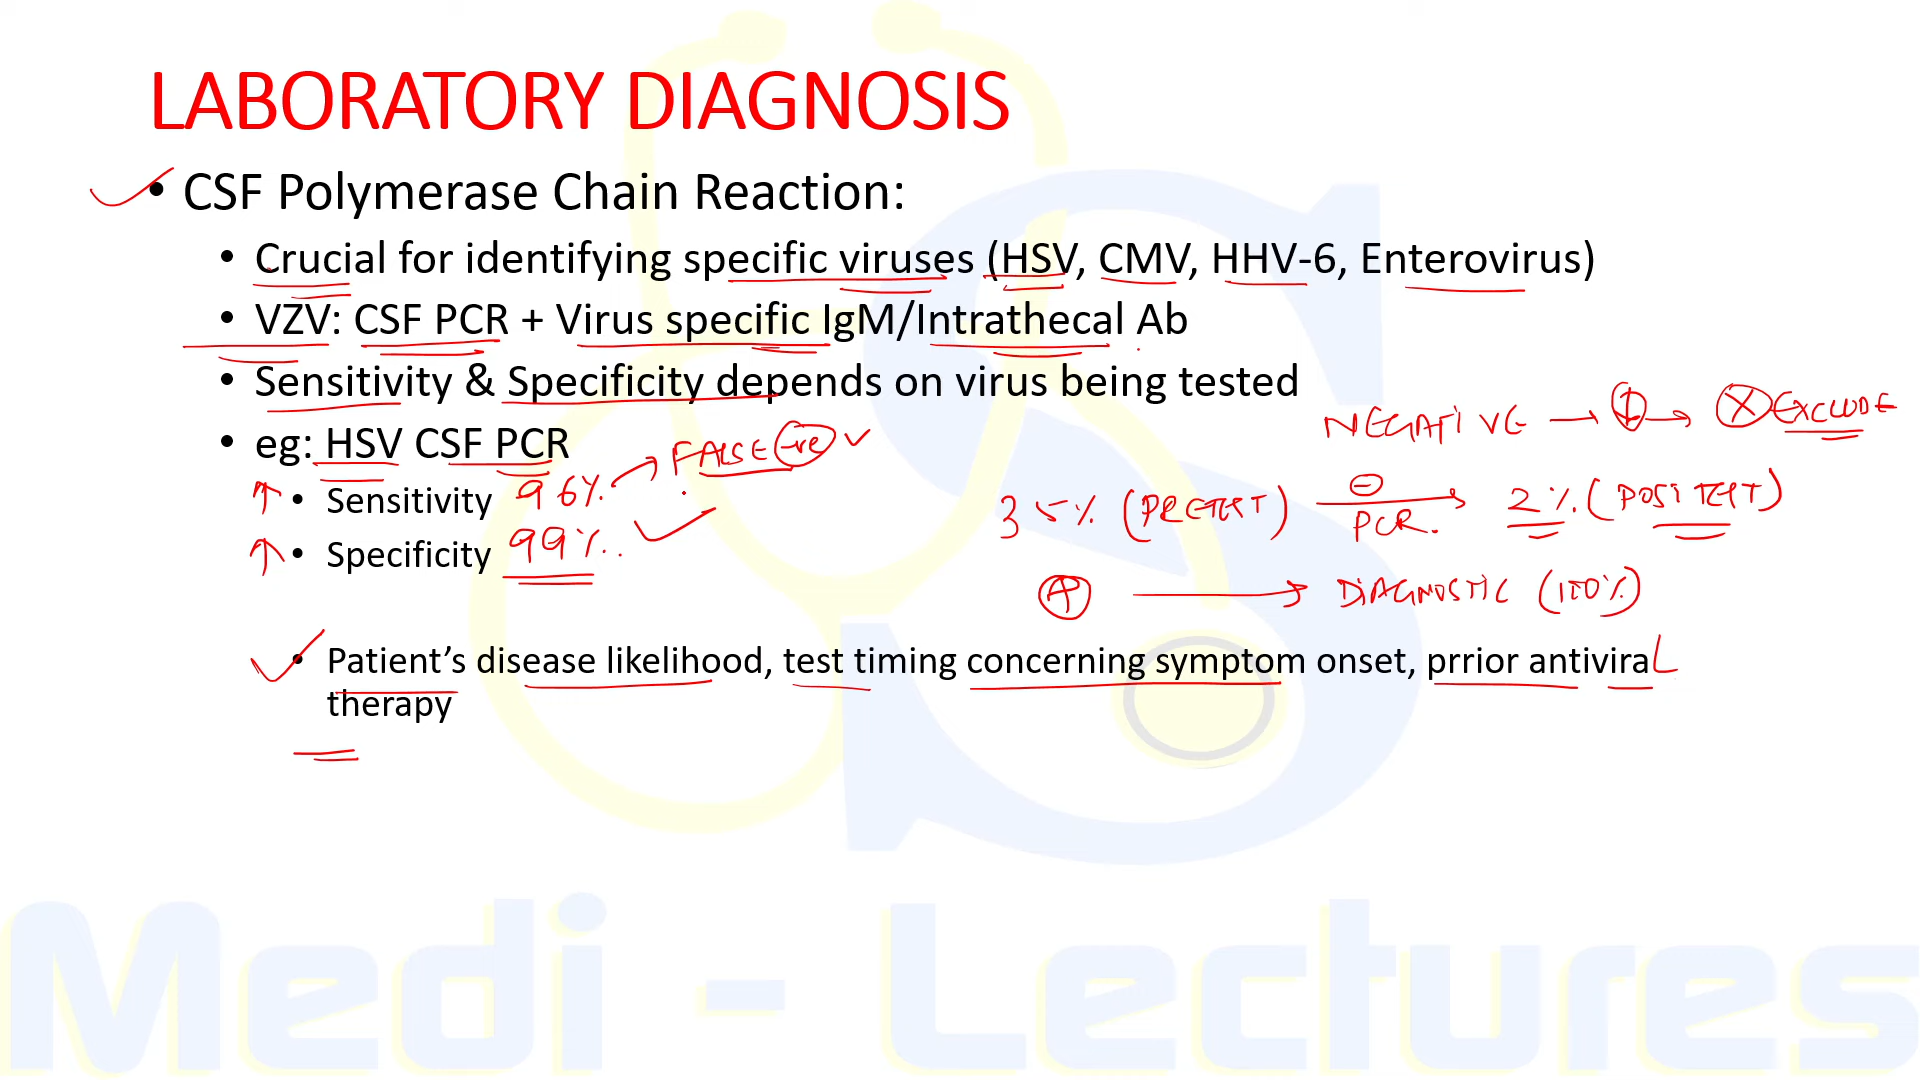 LABORATORY DIAGNOSIS
• CSF Polymerase Chain Reaction:
• Crucial for identifying specific viruses (HSV, CMV, HHV-6, Enterovirus)
• VZV: CSF PCR + Virus specific IgM/Intrathecal Ab
• Sensitivity & Specificity depends on virus being tested
NEGATIVE → ↓ → X EXCLUDE
• eg: HSV CSF PCR
FALSE -ve ✓
↑ • Sensitivity 96%. →
35% (PRETEST) ⊖ PCR. → 2% (POST TEST)
↑ • Specificity 99%. ✓
⊕ → DIAGNOSTIC (100%)
• Patient’s disease likelihood, test timing concerning symptom onset, prrior antiviraL
therapy
Medi - Lectures